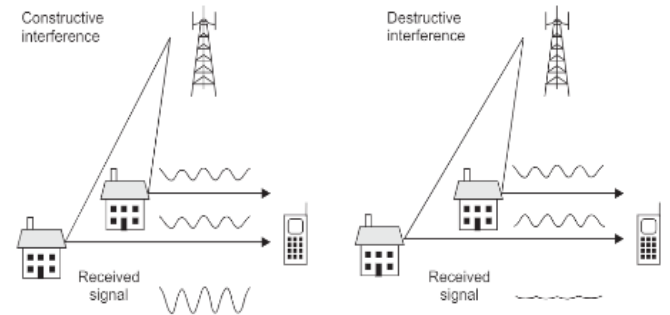 Constructive
interference
Destructive
interference
Received
signal
Received
signal